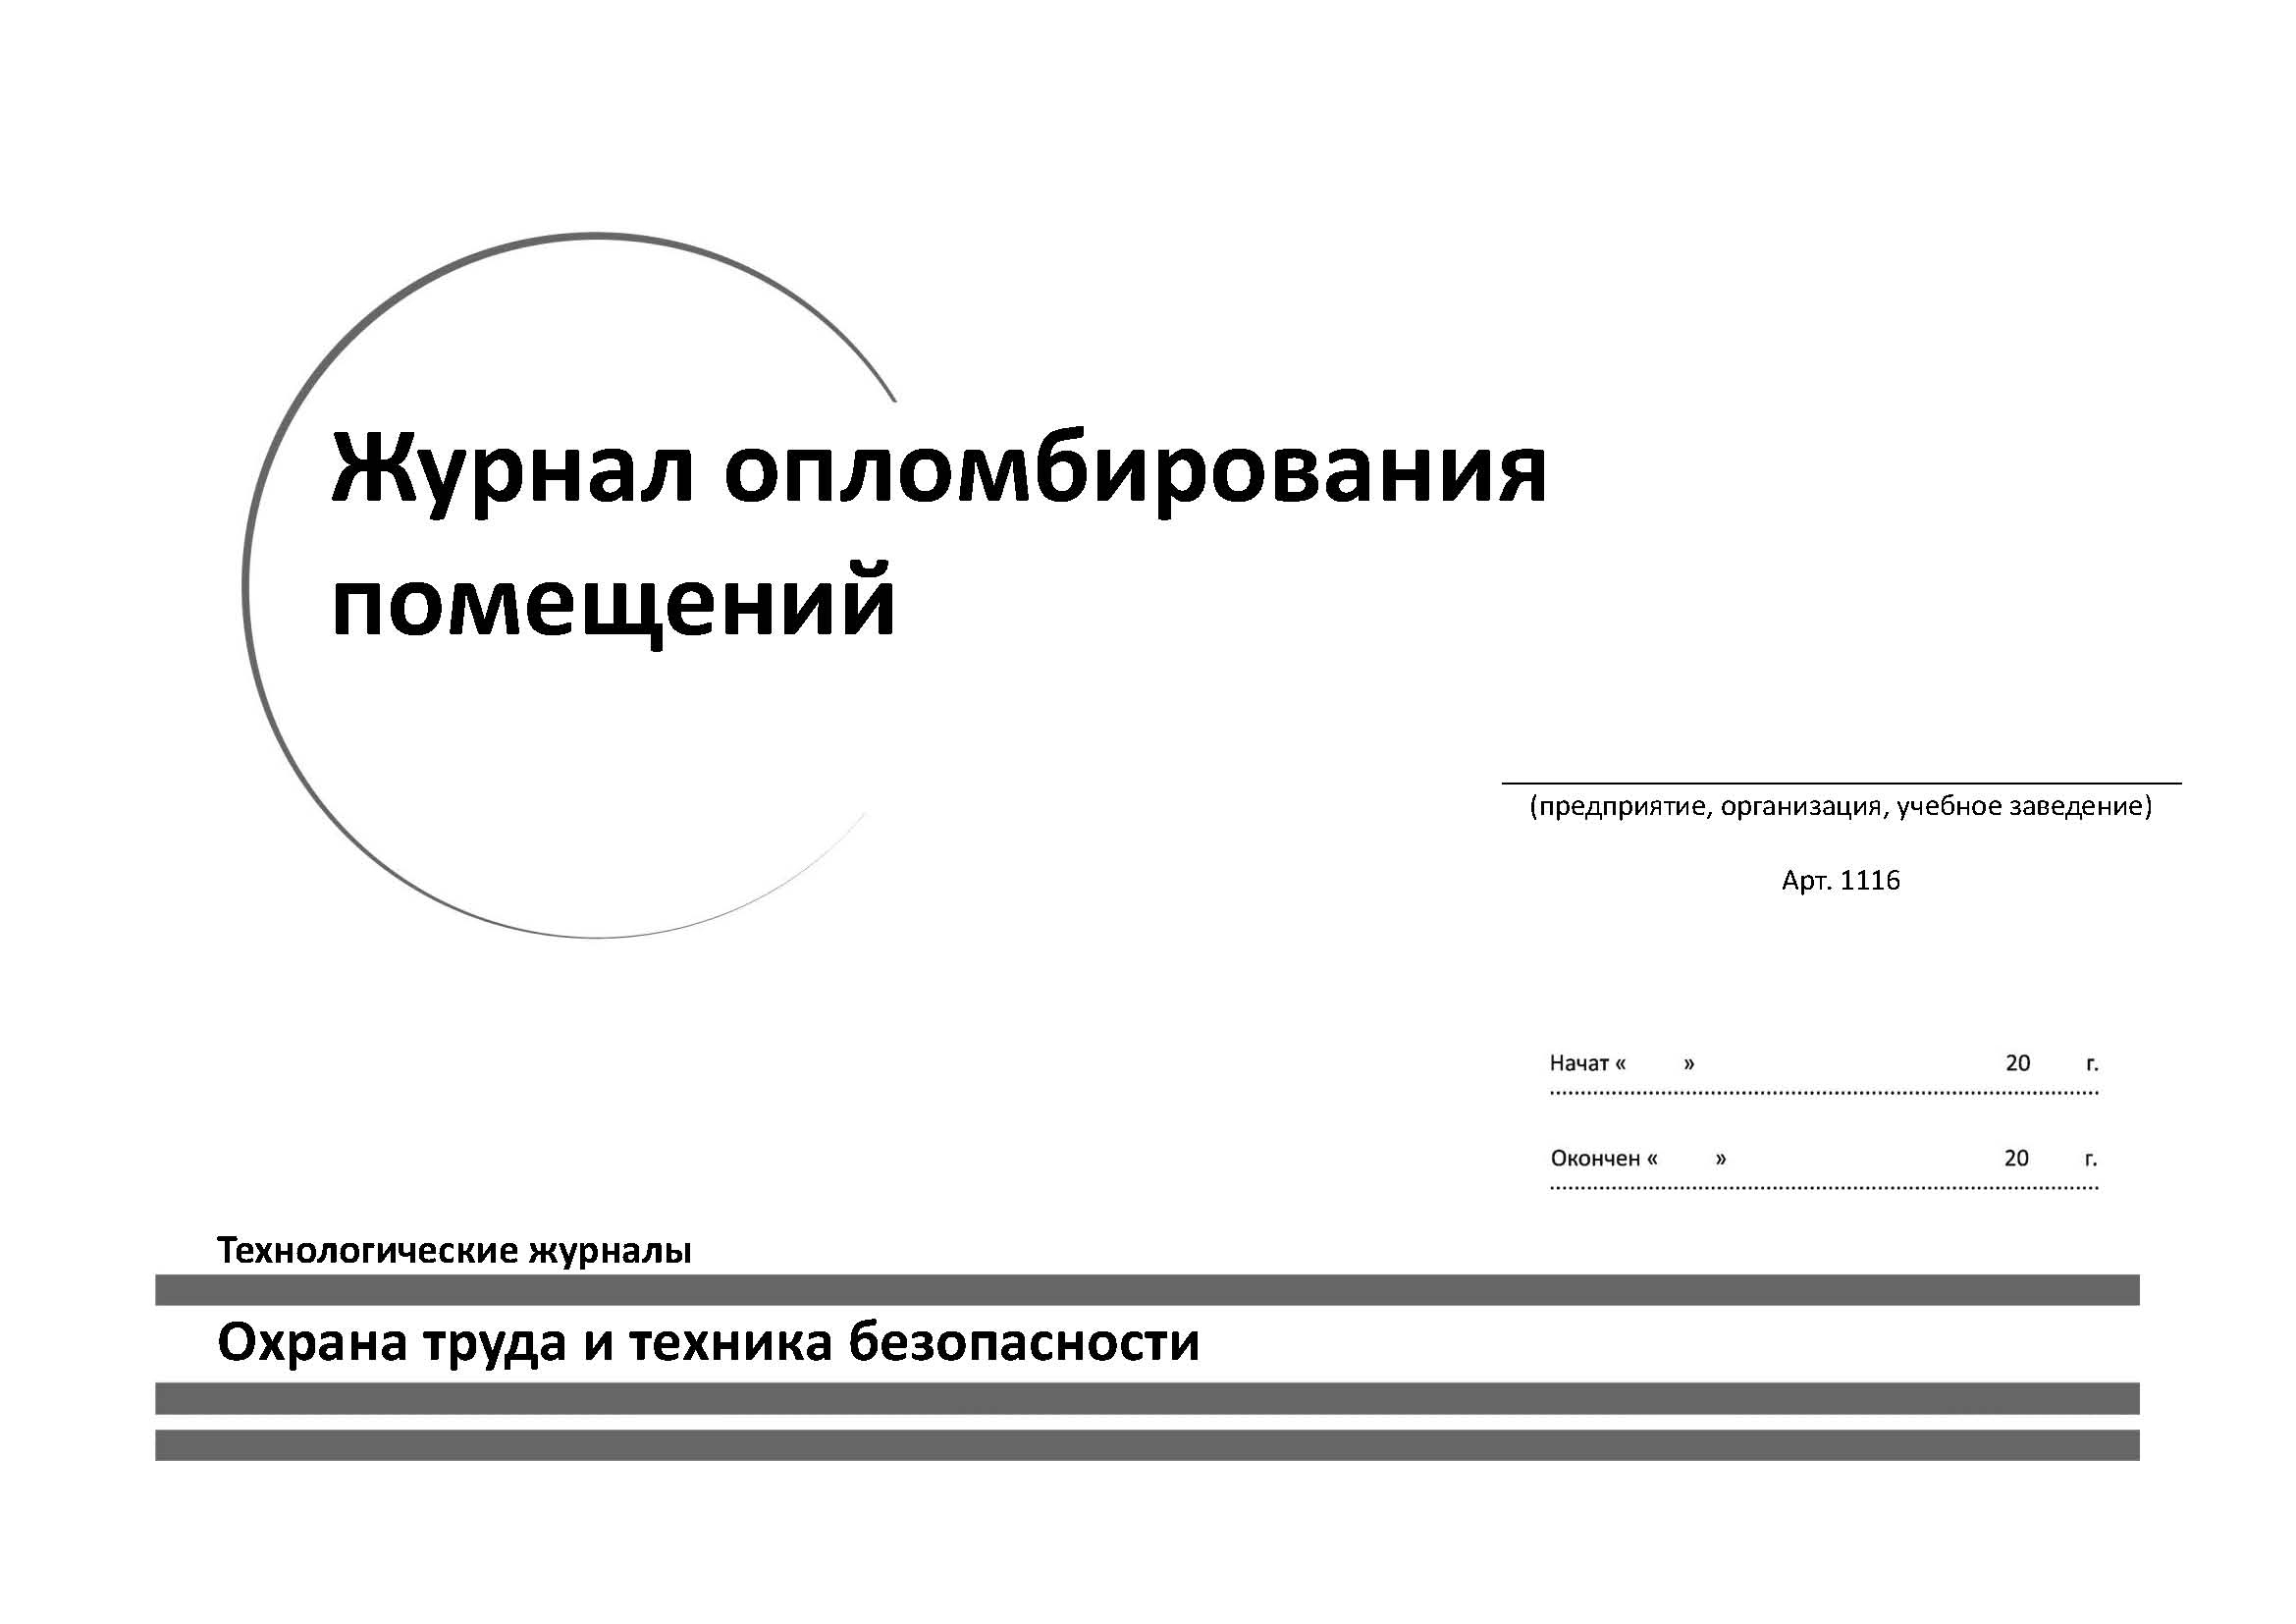 Журнал опломбирования
помещений
(предприятие, организация, учебное заведение)
Арт. 1116
Начат « » 20 г.
Окончен « » 20 г.
Технологические журналы
Охрана труда и техника безопасности